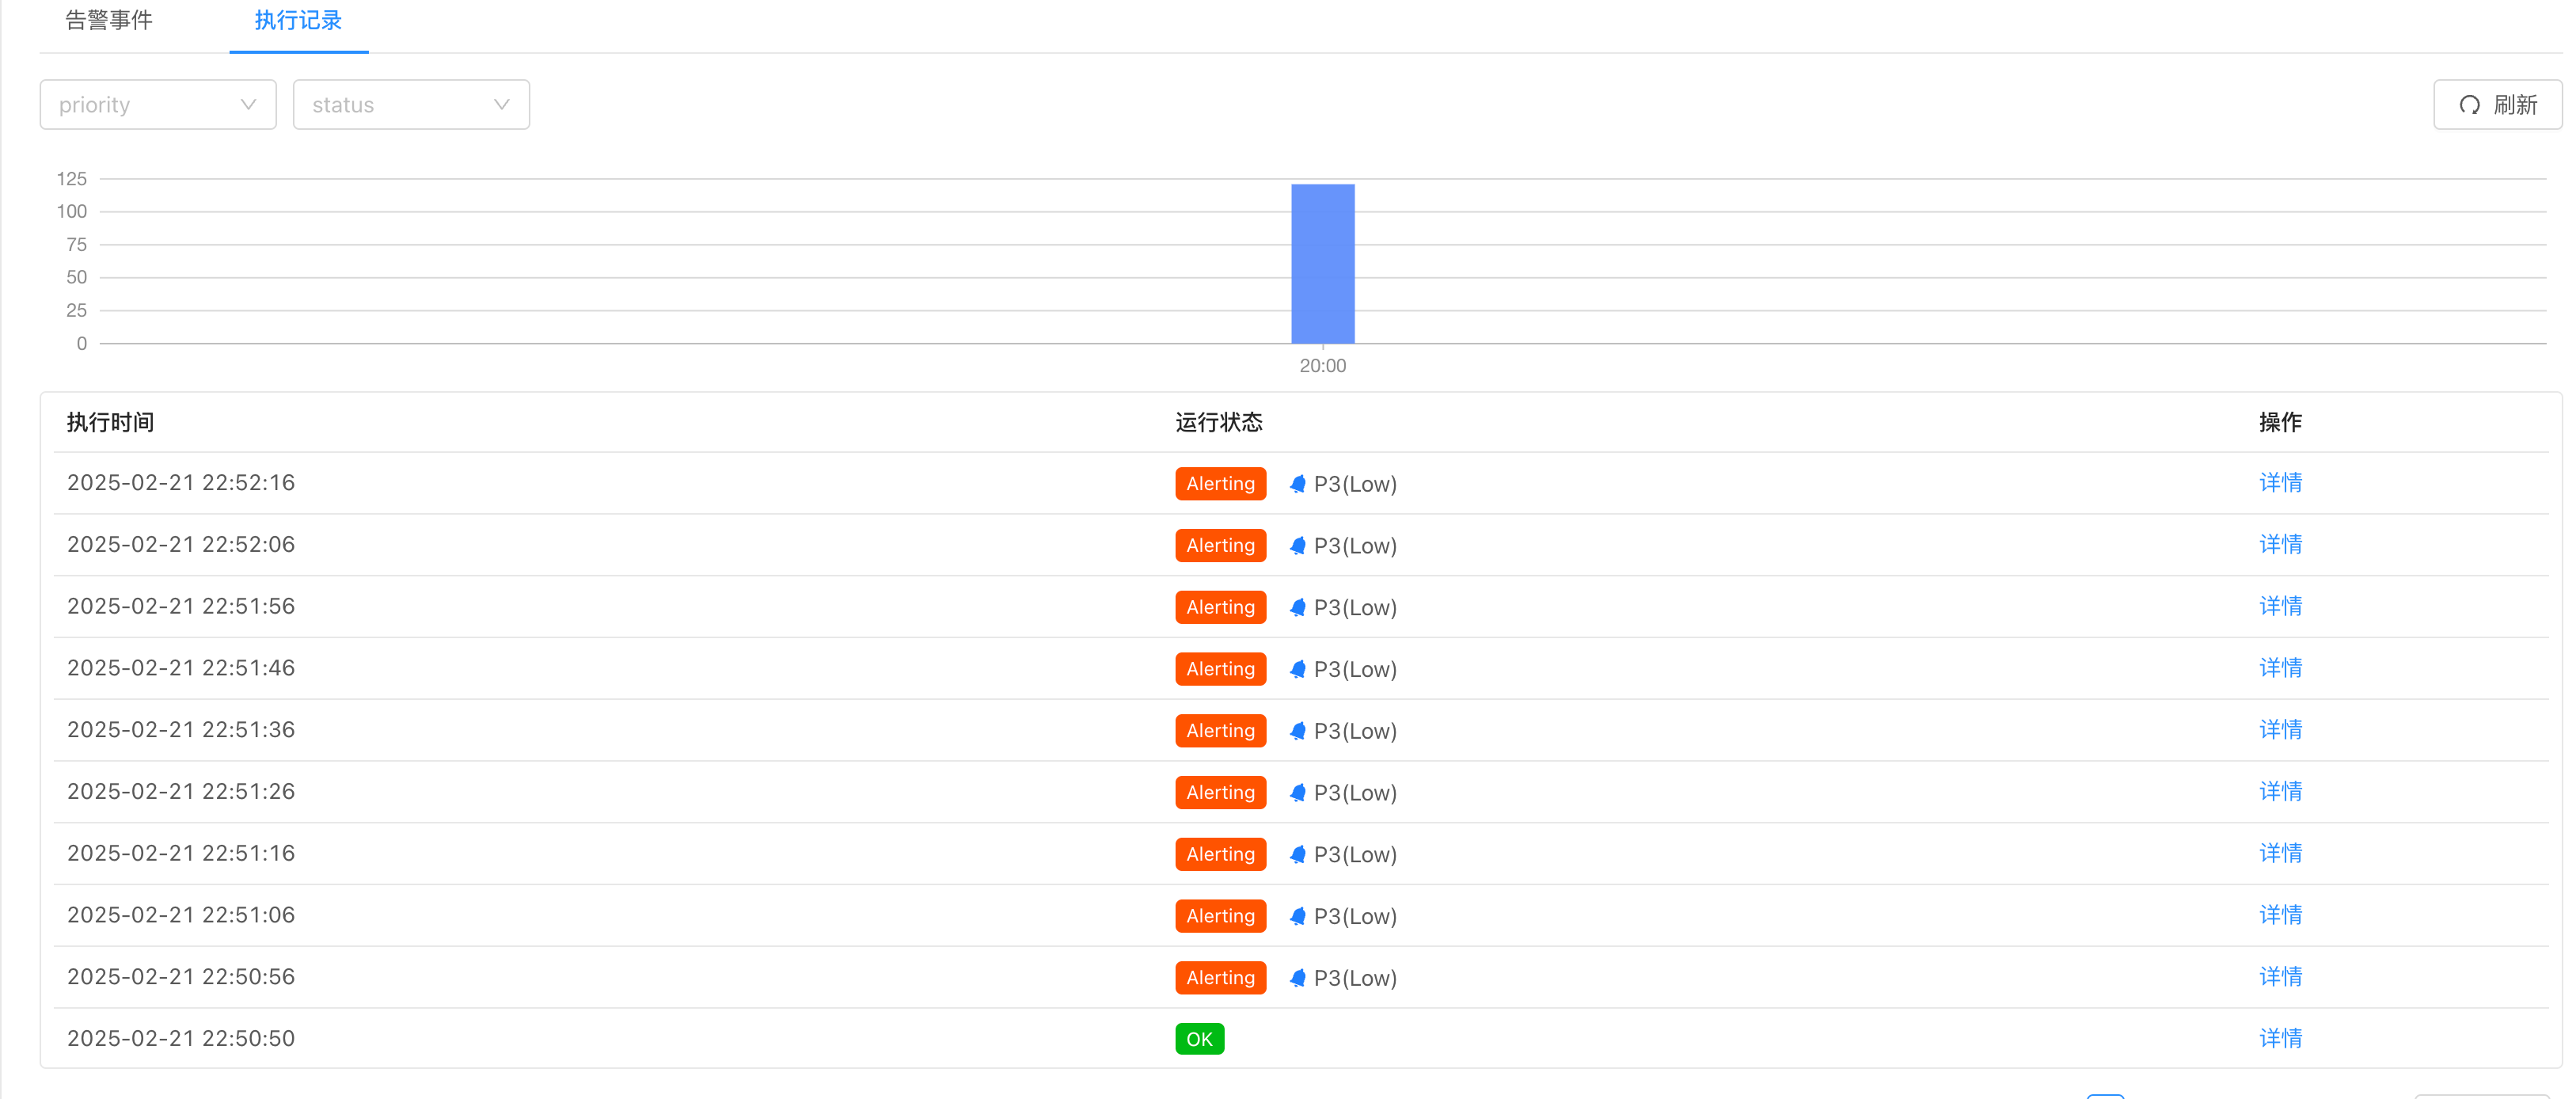 告警事件 执行记录
priority status 刷新
125
100
75
50
25
0
20:00
执行时间 运行状态 操作
2025-02-21 22:52:16 Alerting P3(Low) 详情
2025-02-21 22:52:06 Alerting P3(Low) 详情
2025-02-21 22:51:56 Alerting P3(Low) 详情
2025-02-21 22:51:46 Alerting P3(Low) 详情
2025-02-21 22:51:36 Alerting P3(Low) 详情
2025-02-21 22:51:26 Alerting P3(Low) 详情
2025-02-21 22:51:16 Alerting P3(Low) 详情
2025-02-21 22:51:06 Alerting P3(Low) 详情
2025-02-21 22:50:56 Alerting P3(Low) 详情
2025-02-21 22:50:50 OK 详情